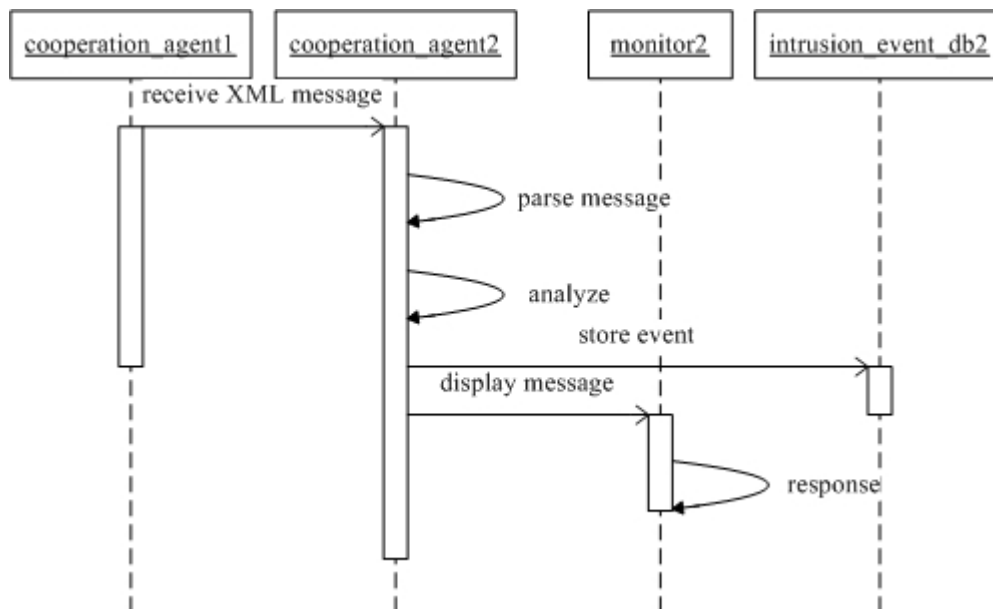 cooperation_agent1
cooperation_agent2
monitor2
intrusion_event_db2
receive XML message
parse message
analyze
store event
display message
response